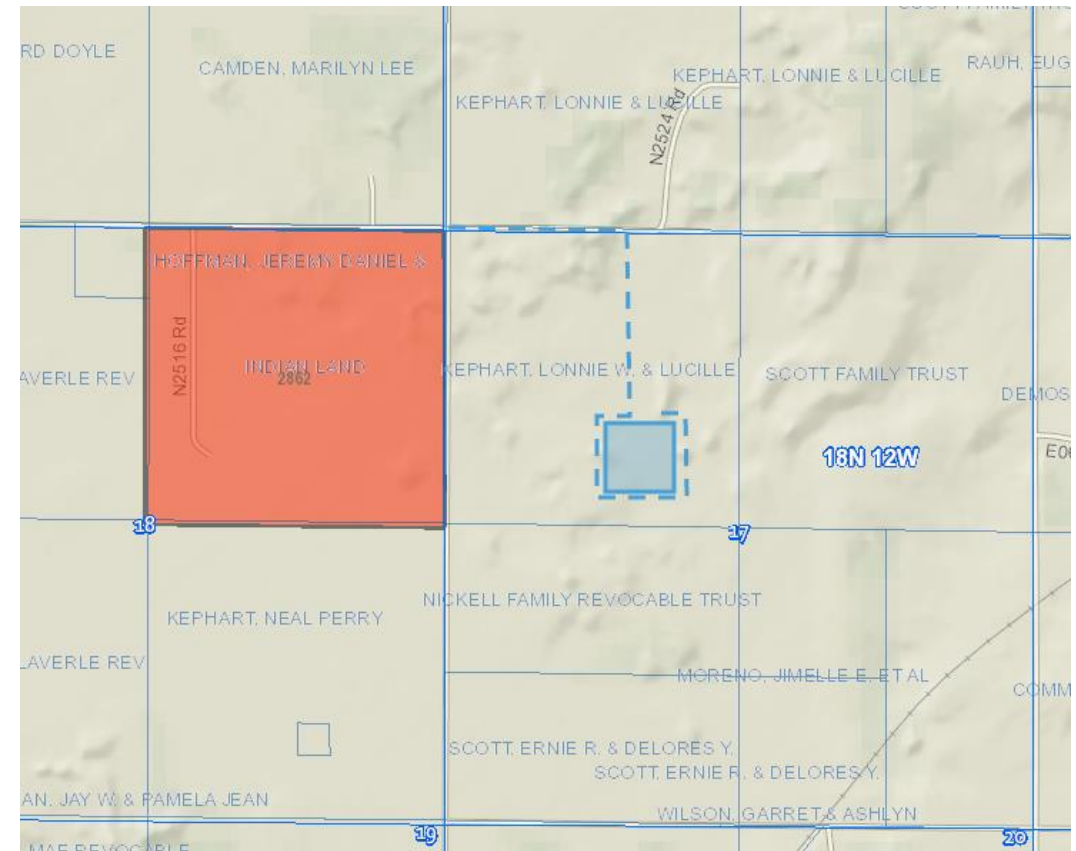 RD DOYLE
CAMDEN, MARILYN LEE
KEPHART, LONNIE & LUCILLE
RAUH, EUG
KEPHART, LONNIE & LUCILLE
N2524 Rd
HOFFMAN, JEREMY DANIEL &
N2516 Rd
INDIAN LAND
2862
AVERLE REV
KEPHART, LONNIE W. & LUCILLE
SCOTT FAMILY TRUST
DEMOS
18N 12W
E06
18
17
NICKELL FAMILY REVOCABLE TRUST
KEPHART, NEAL PERRY
LAVERLE REV
MORENO, JIMELLE E. ET AL
COMM
SCOTT, ERNIE R. & DELORES Y.
SCOTT, ERNIE R. & DELORES Y.
AN, JAY W. & PAMELA JEAN
WILSON, GARRET & ASHLYN
19
20
MAE REVOCABLE